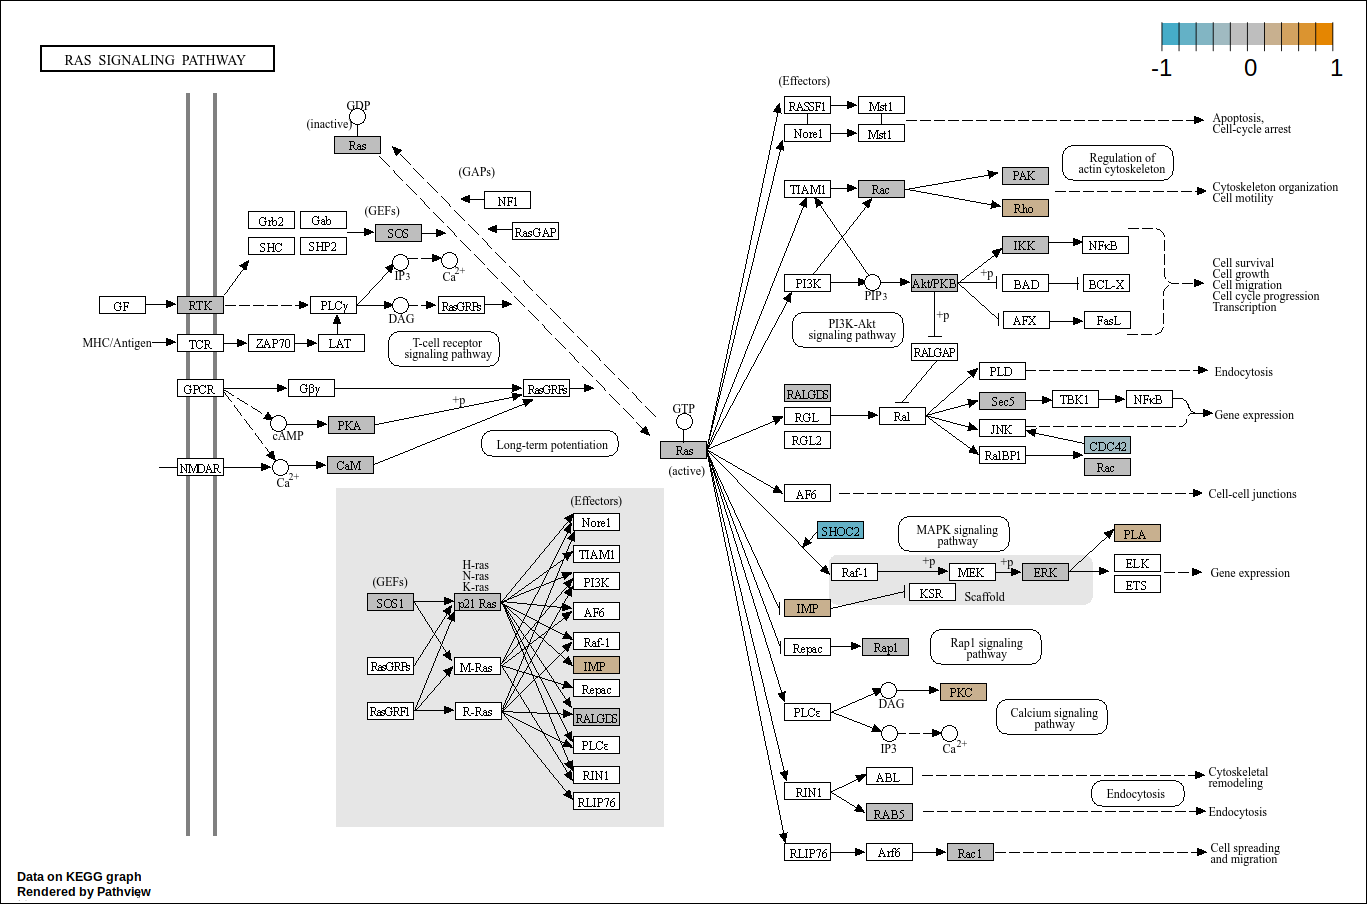 RAS SIGNALING PATHWAY
-1 0 1
GDP
(inactive)
Ras
(GAPs)
NF1
RasGAP
(GEFs)
Grb2 Gab
SOS
SHC SHP2
IP3
Ca2+
GF RTK PLCγ DAG RasGRPs
MHC/Antigen TCR ZAP70 LAT
T-cell receptor
signaling pathway
GPCR Gβγ RasGRFs
+p
cAMP PKA
Long-term potentiation
NMDAR Ca2+ CaM
GTP
Ras
(active)
(Effectors)
RASSF1 Mst1
Nore1 Mst1
Apoptosis,
Cell-cycle arrest
Regulation of
actin cytoskeleton
TIAM1 Rac PAK
Rho
Cytoskeleton organization
Cell motility
IKK NFκB
PI3K PIP3 Akt/PKB +p BAD BCL-X
AFX FasL
Cell survival
Cell growth
Cell migration
Cell cycle progression
Transcription
PI3K-Akt
signaling pathway
+p
RALGAP
PLD
Endocytosis
RALGDS
RGL
RGL2
Ral
Sec5 TBK1 NFκB
Gene expression
JNK
RalBP1
CDC42
Rac
AF6
Cell-cell junctions
SHOC2
MAPK signaling
pathway
Raf-1 +p MEK +p ERK
PLA
ELK
ETS
Gene expression
IMP KSR Scaffold
Repac Rap1
Rap1 signaling
pathway
PLCε DAG PKC
IP3 Ca2+
Calcium signaling
pathway
RIN1 ABL
Cytoskeletal
remodeling
RAB5
Endocytosis
Endocytosis
RLIP76 Arf6 Rac1
Cell spreading
and migration
(Effectors)
(GEFs)
H-ras
N-ras
K-ras
SOS1 p21 Ras
RasGRPs M-Ras
RasGRF1 R-Ras
Nore1
TIAM1
PI3K
AF6
Raf-1
IMP
Repac
RALGDS
PLCε
RIN1
RLIP76
Data on KEGG graph
Rendered by Pathview